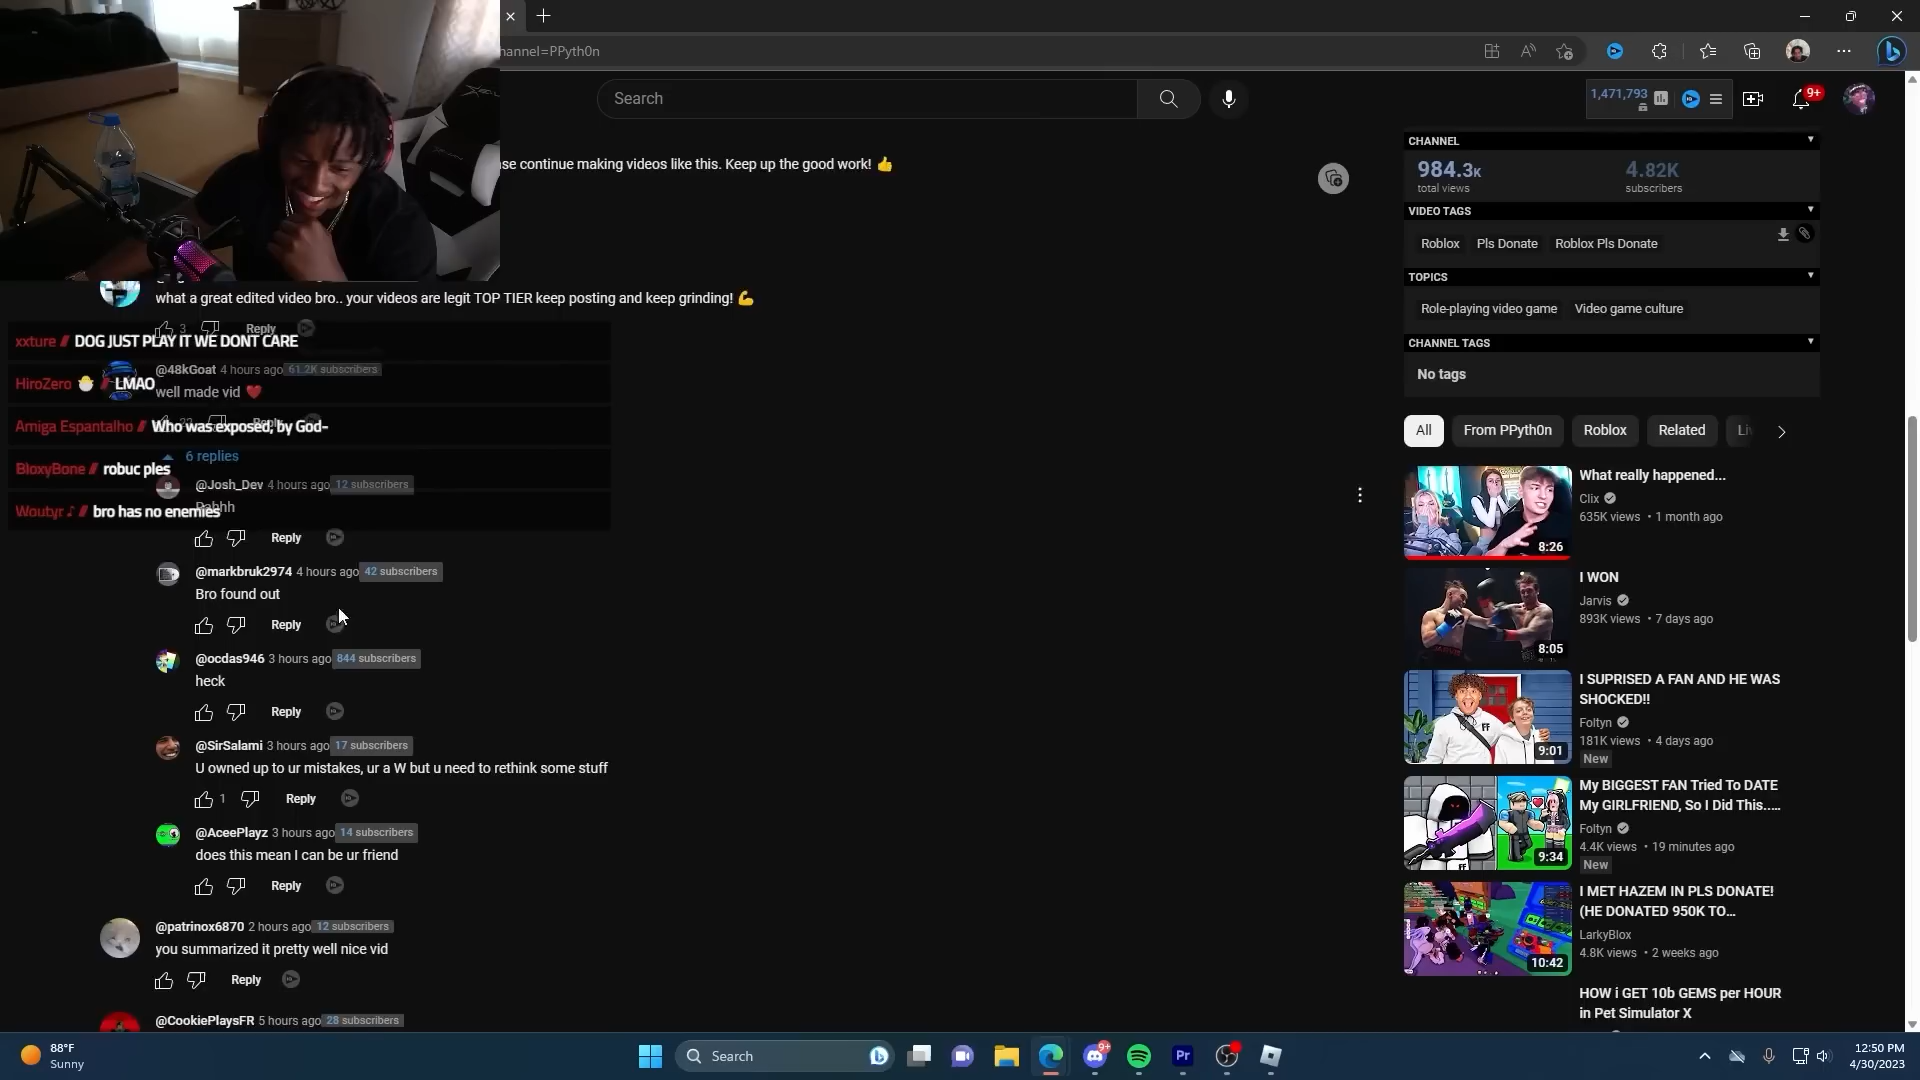 hannel=PPyth0n
Search
1,471,793
9+
se continue making videos like this. Keep up the good work! 👍
CHANNEL
984.3K
total views
4.82K
subscribers
VIDEO TAGS
Roblox
Pls Donate
Roblox Pls Donate
TOPICS
Role-playing video game
Video game culture
CHANNEL TAGS
No tags
what a great edited video bro.. your videos are legit TOP TIER keep posting and keep grinding! 💪
3
Reply
xxture // DOG JUST PLAY IT WE DONT CARE
@48kGoat 4 hours ago 61.2K subscribers
HiroZero 🐣 // LMAO
well made vid ❤️
Amiga Espantalho // Who was exposed, by God-
Reply
6 replies
BloxyBone // robuc ples
@Josh_Dev 4 hours ago 12 subscribers
Woutyr ♪ // bro has no enemies
Reply
@markbruk2974 4 hours ago 42 subscribers
Bro found out
Reply
@ocdas946 3 hours ago 844 subscribers
heck
Reply
@SirSalami 3 hours ago 17 subscribers
U owned up to ur mistakes, ur a W but u need to rethink some stuff
1
Reply
@AceePlayz 3 hours ago 14 subscribers
does this mean I can be ur friend
Reply
@patrinox6870 2 hours ago 12 subscribers
you summarized it pretty well nice vid
Reply
@CookiePlaysFR 5 hours ago 28 subscribers
All
From PPyth0n
Roblox
Related
Li
What really happened...
Clix
635K views • 1 month ago
8:26
I WON
Jarvis
893K views • 7 days ago
8:05
I SUPRISED A FAN AND HE WAS
SHOCKED!!
Foltyn
181K views • 4 days ago
New
9:01
My BIGGEST FAN Tried To DATE
My GIRLFRIEND, So I Did This.....
Foltyn
4.4K views • 19 minutes ago
New
9:34
I MET HAZEM IN PLS DONATE!
(HE DONATED 950K TO...
LarkyBlox
4.8K views • 2 weeks ago
10:42
HOW i GET 10b GEMS per HOUR
in Pet Simulator X
88°F
Sunny
Search
9+
Pr
12:50 PM
4/30/2023